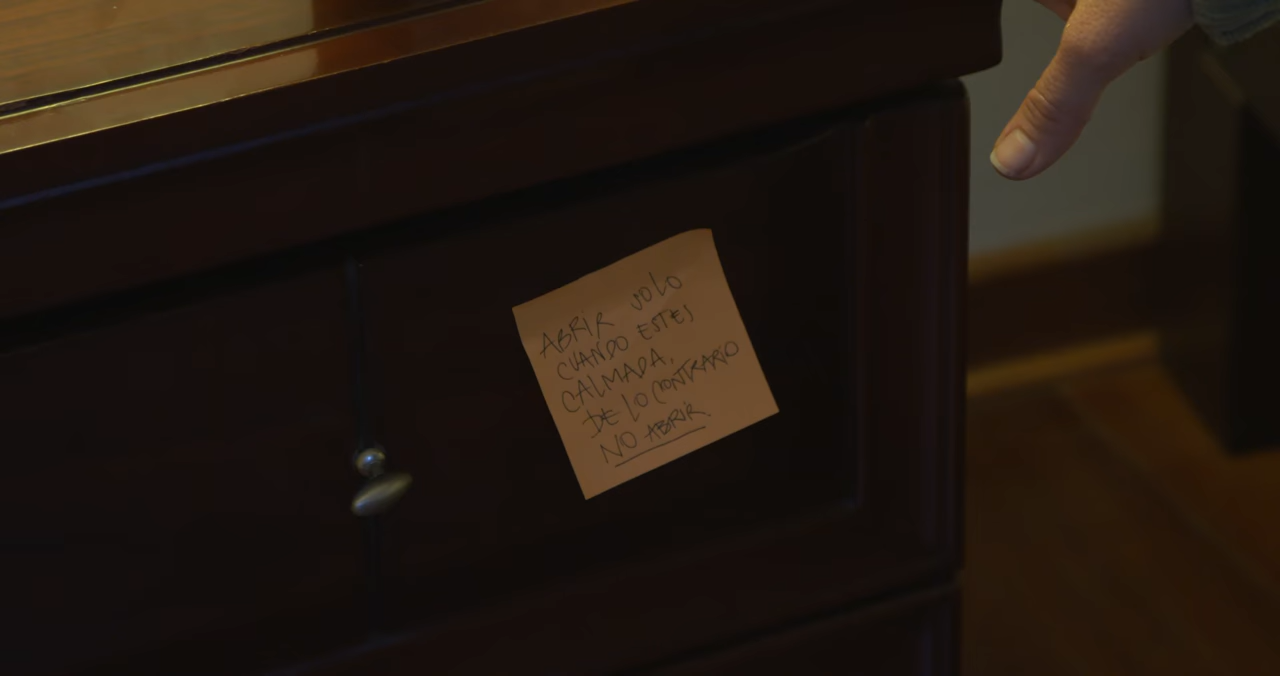 ABRIR SOLO
CUANDO ESTES
CALMADA.
DE LO CONTRARIO
NO ABRIR.